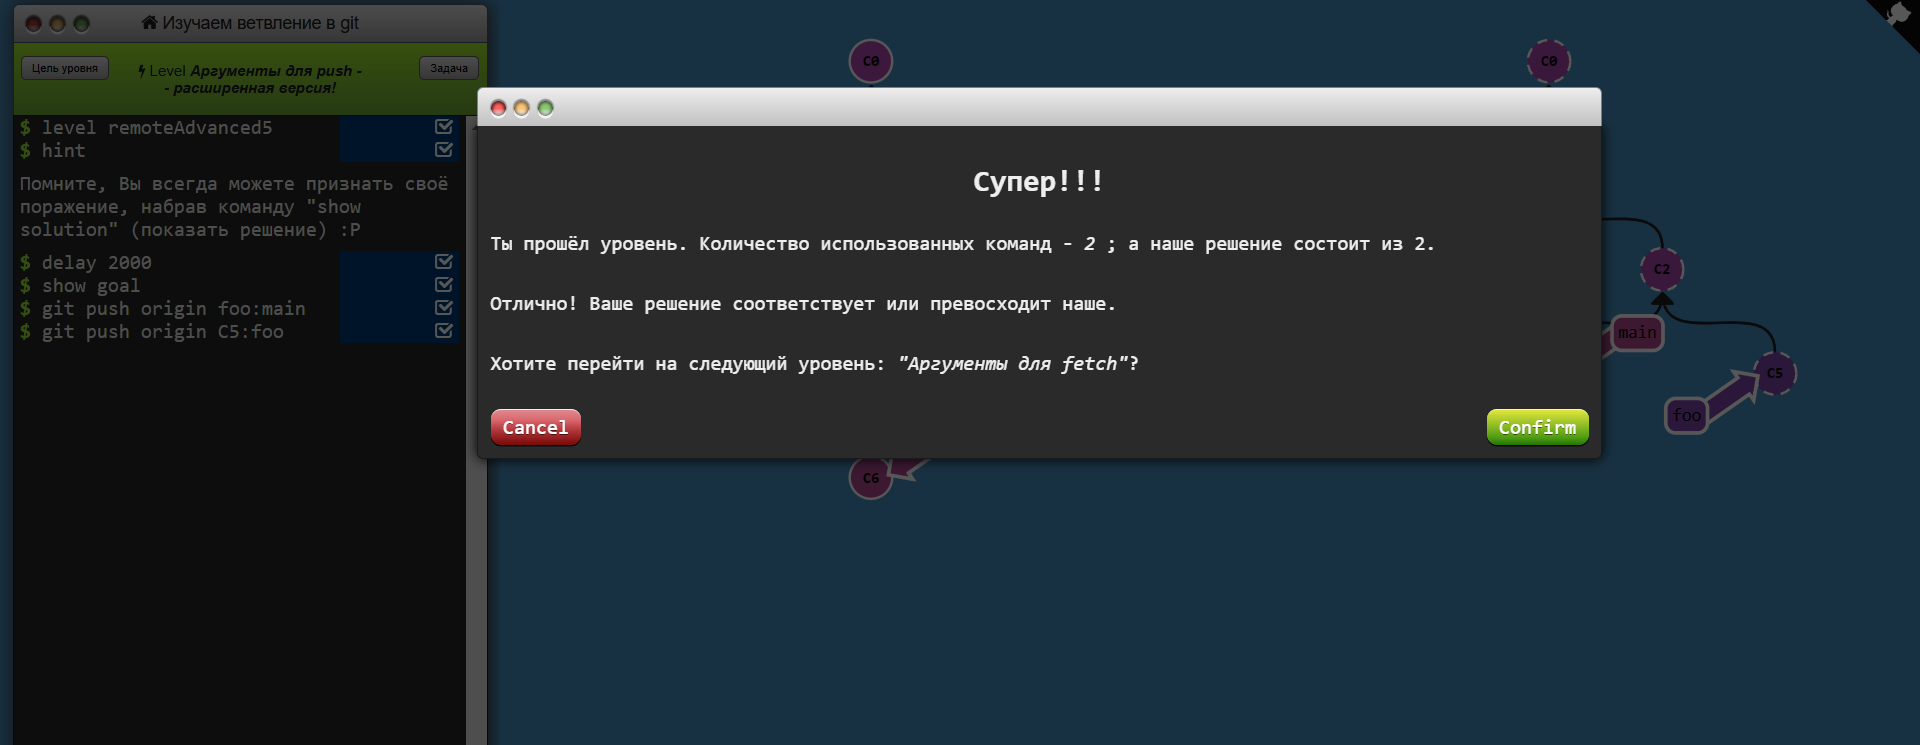 Изучаем ветвление в git
Цель уровня
Level Аргументы для push -
- расширенная версия!
Задача
$ level remoteAdvanced5
$ hint
Помните, Вы всегда можете признать своё
поражение, набрав команду "show
solution" (показать решение) :P
$ delay 2000
$ show goal
$ git push origin foo:main
$ git push origin C5:foo
C0
C0
Супер!!!
Ты прошёл уровень. Количество использованных команд - 2 ; а наше решение состоит из 2.
Отлично! Ваше решение соответствует или превосходит наше.
Хотите перейти на следующий уровень: "Аргументы для fetch"?
Cancel
Confirm
C2
main
C5
foo
C6